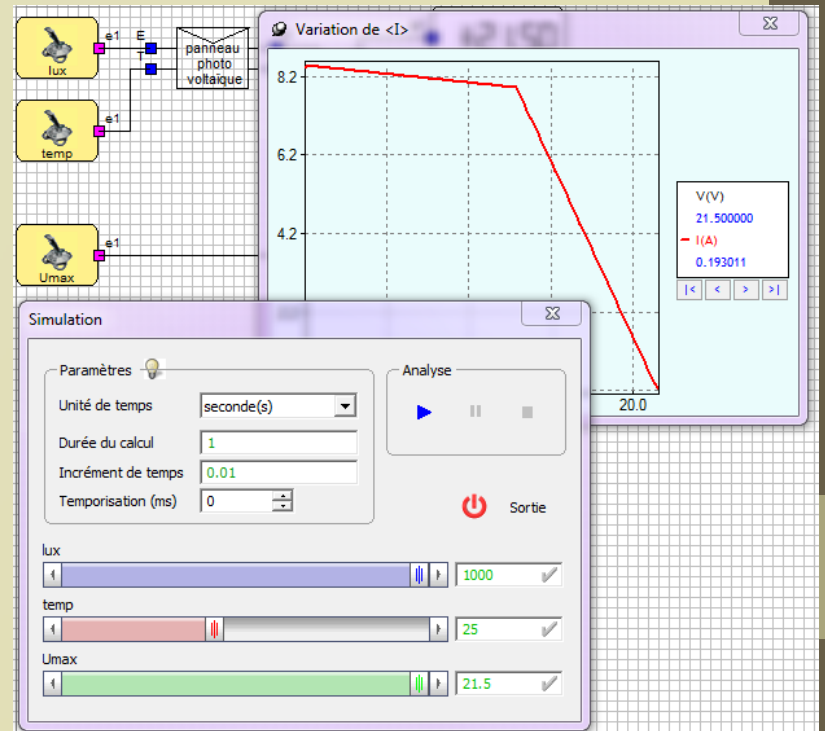 e1
E
T
panneau
photo
voltaïque
lux
e1
temp
e1
Umax
Variation de <I>
8.2
6.2
4.2
20.0
V(V)
21.500000
I(A)
0.193011
|<
<
>
>|
Simulation
Paramètres
Unité de temps
seconde(s)
Durée du calcul
1
Incrément de temps
0.01
Temporisation (ms)
0
Analyse
Sortie
lux
1000
temp
25
Umax
21.5